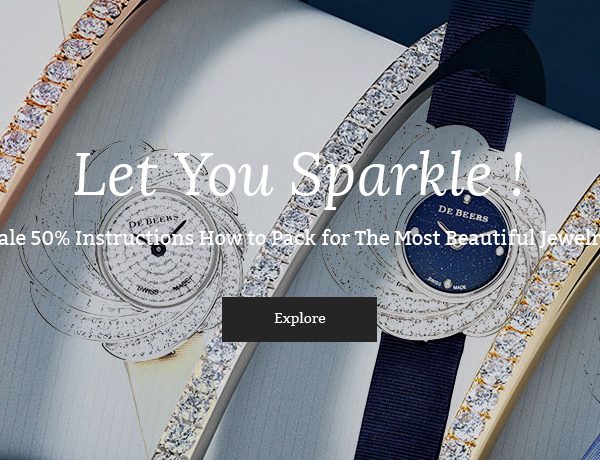 Let You Sparkle !
DE BEERS
DE BEERS
ale 50% Instructions How to Pack for The Most Beautiful Jewelr
SWISS MADE
SWISS MADE
Explore